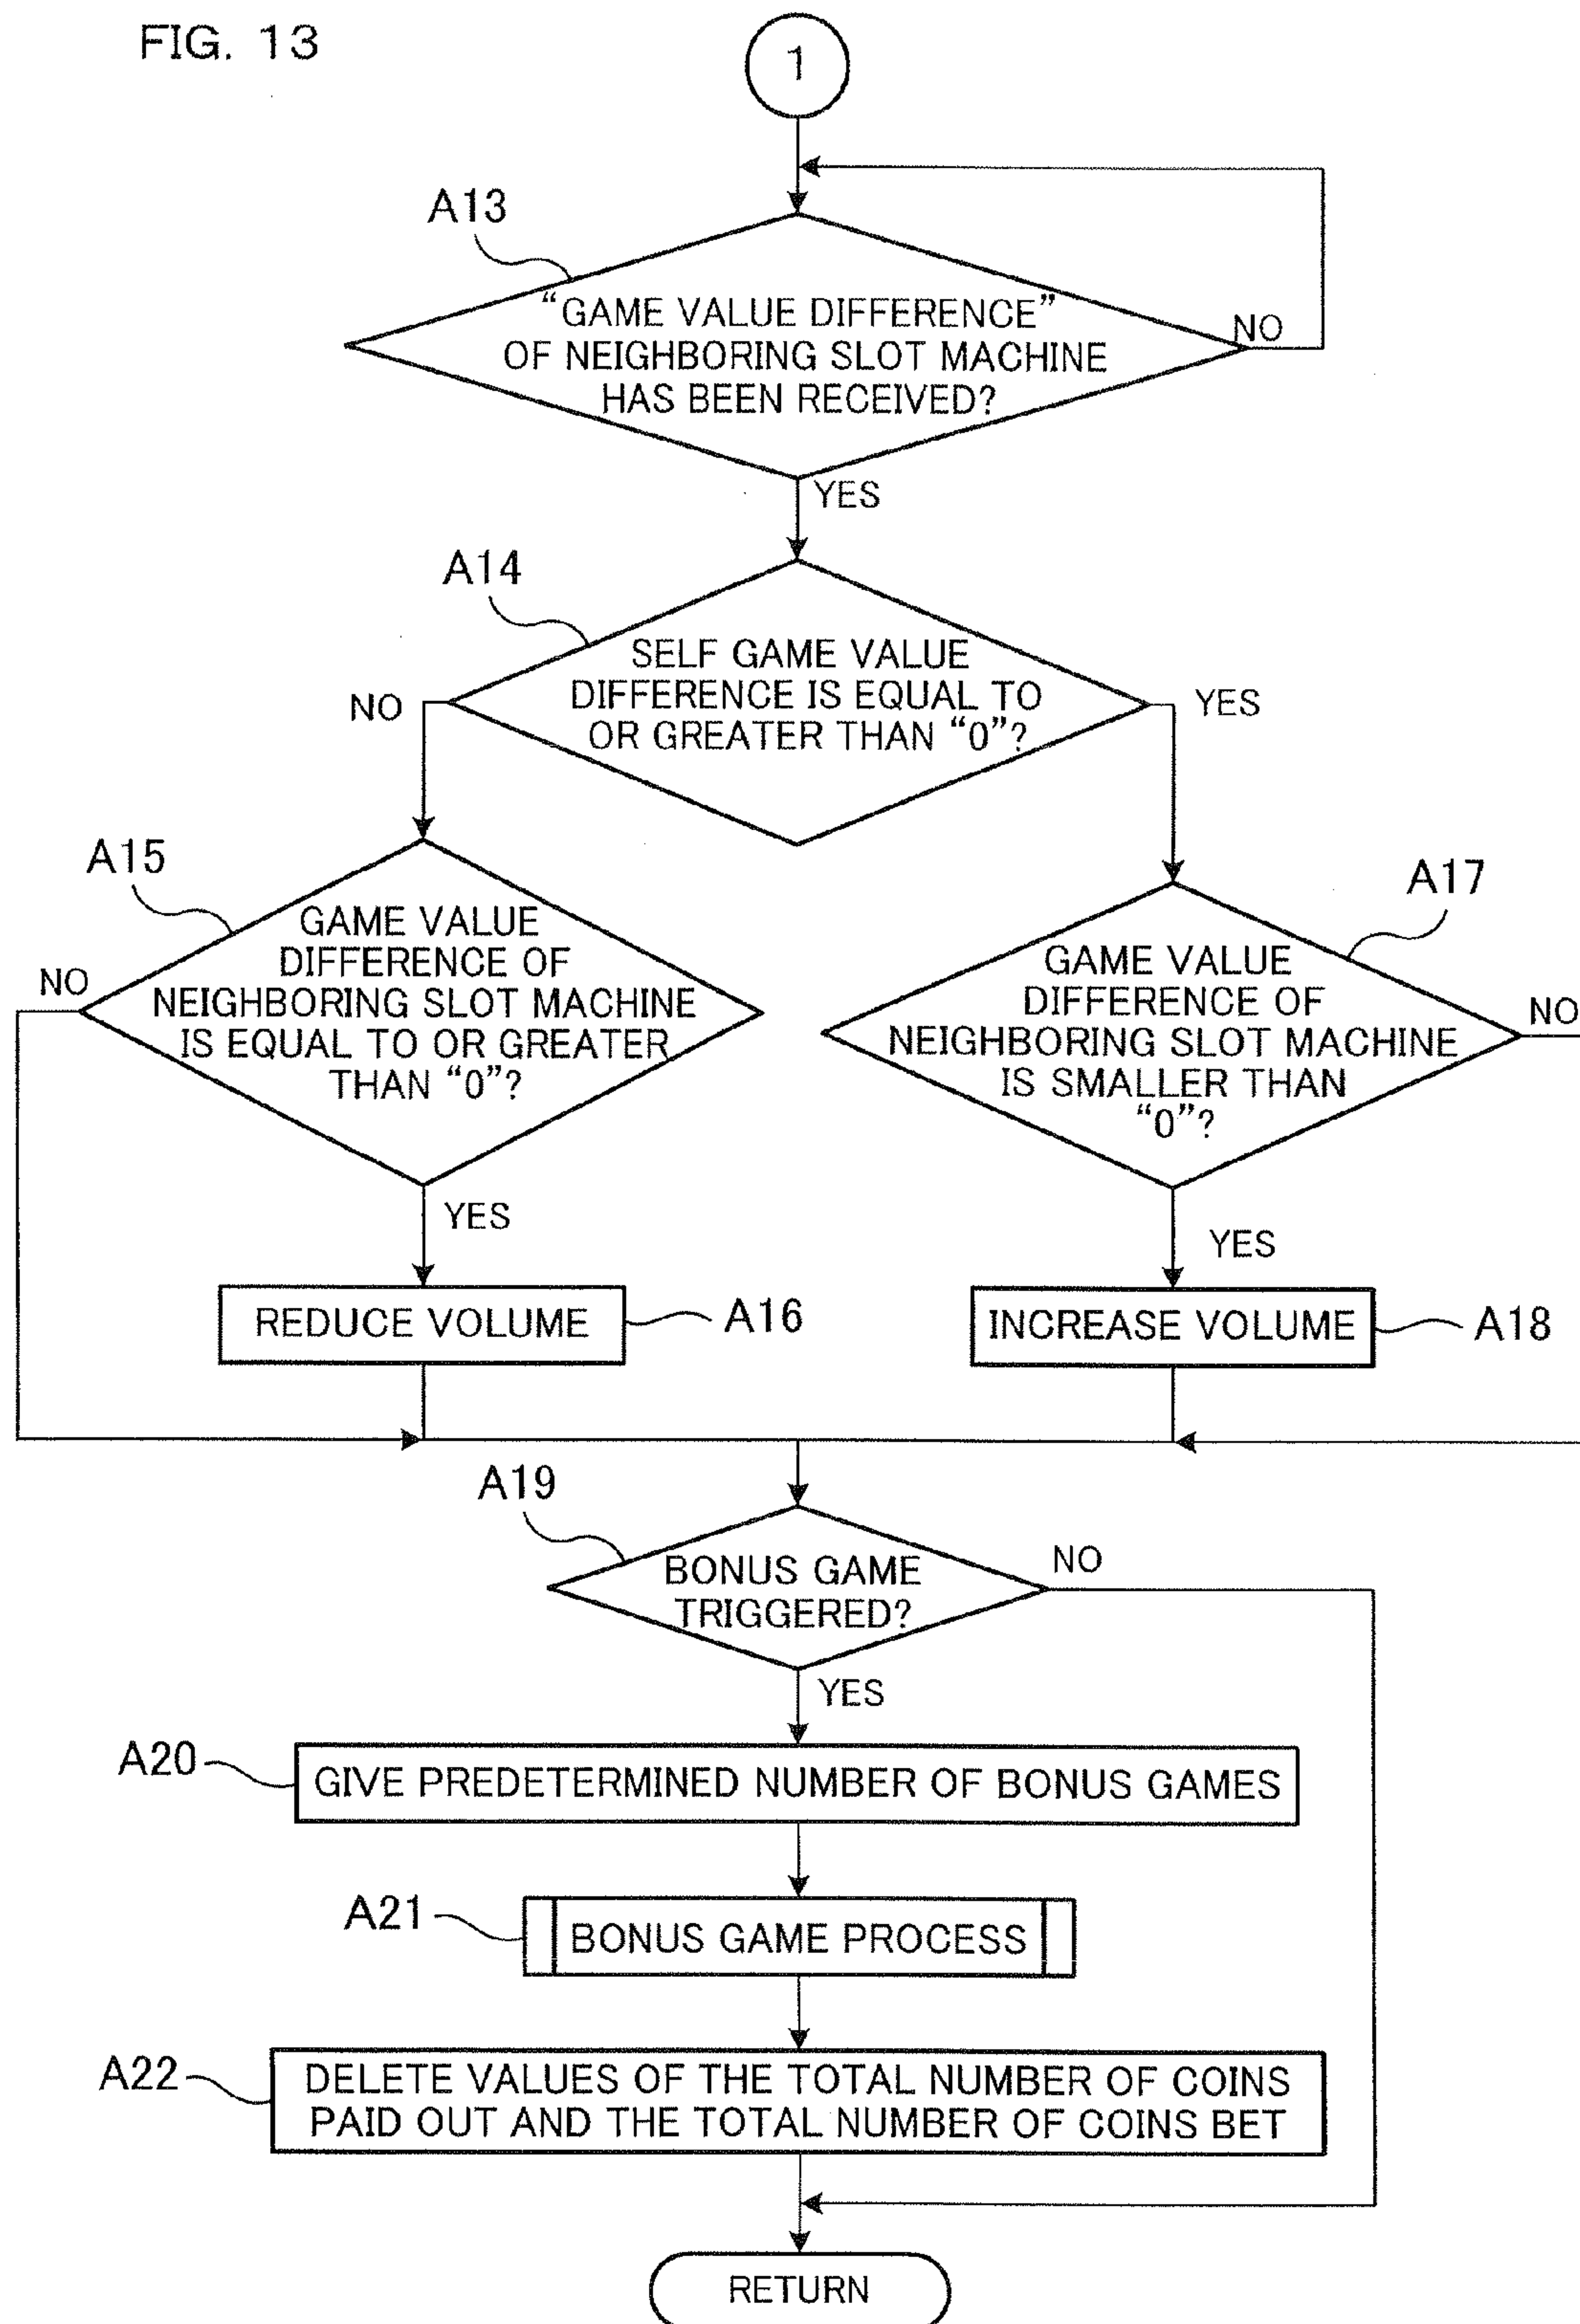 FIG. 13
1
A13
“GAME VALUE DIFFERENCE”
OF NEIGHBORING SLOT MACHINE
HAS BEEN RECEIVED?
NO
YES
A14
SELF GAME VALUE
DIFFERENCE IS EQUAL TO
OR GREATER THAN “0”?
NO
YES
A15
GAME VALUE
DIFFERENCE OF
NEIGHBORING SLOT MACHINE
IS EQUAL TO OR GREATER
THAN “0”?
NO
YES
A17
GAME VALUE
DIFFERENCE OF
NEIGHBORING SLOT MACHINE
IS SMALLER THAN
“0”?
NO
YES
REDUCE VOLUME
A16
INCREASE VOLUME
A18
A19
BONUS GAME
TRIGGERED?
NO
YES
A20
GIVE PREDETERMINED NUMBER OF BONUS GAMES
A21
BONUS GAME PROCESS
A22
DELETE VALUES OF THE TOTAL NUMBER OF COINS
PAID OUT AND THE TOTAL NUMBER OF COINS BET
RETURN